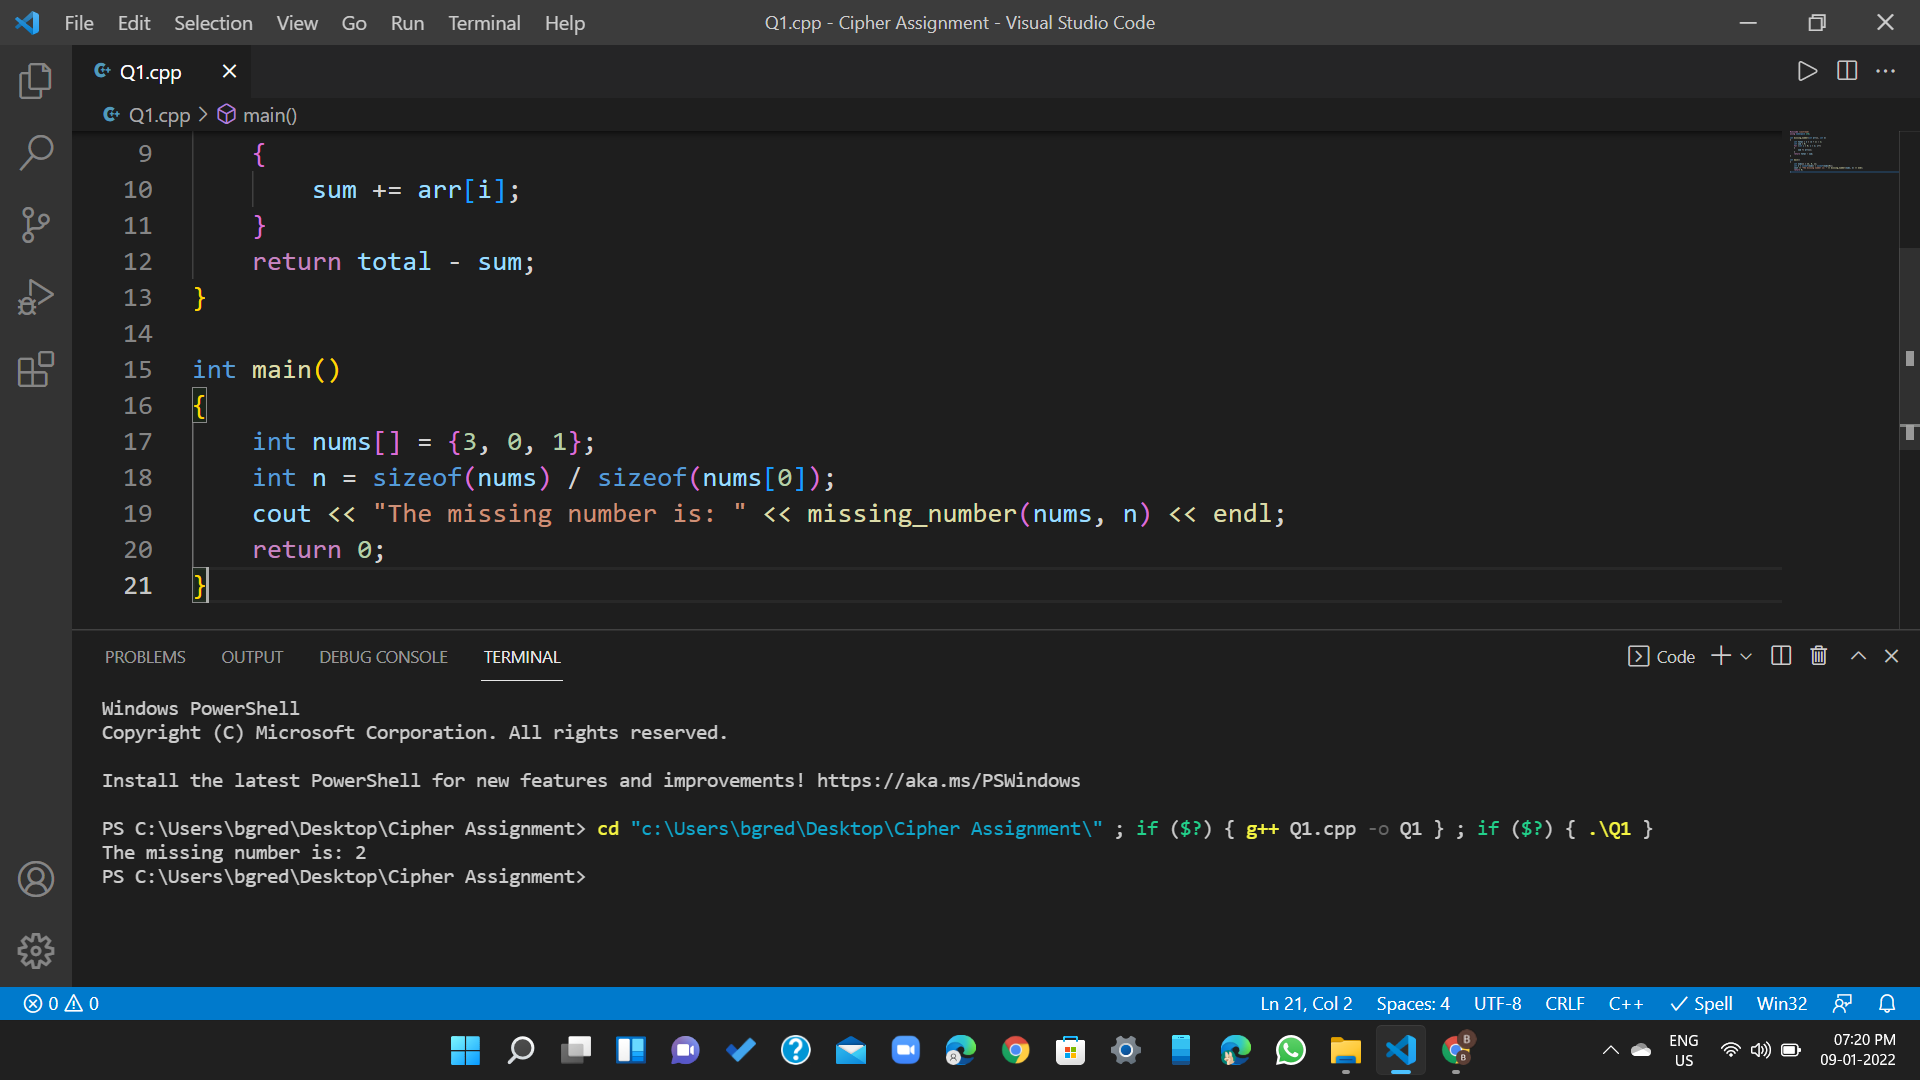 File Edit Selection View Go Run Terminal Help Q1.cpp - Cipher Assignment - Visual Studio Code
Q1.cpp
Q1.cpp > main()
9 {
10 sum += arr[i];
11 }
12 return total - sum;
13 }
14
15 int main()
16 {
17 int nums[] = {3, 0, 1};
18 int n = sizeof(nums) / sizeof(nums[0]);
19 cout << "The missing number is: " << missing_number(nums, n) << endl;
20 return 0;
21 }
PROBLEMS OUTPUT DEBUG CONSOLE TERMINAL Code
Windows PowerShell
Copyright (C) Microsoft Corporation. All rights reserved.
Install the latest PowerShell for new features and improvements! https://aka.ms/PSWindows
PS C:\Users\bgred\Desktop\Cipher Assignment> cd "c:\Users\bgred\Desktop\Cipher Assignment\" ; if ($?) { g++ Q1.cpp -o Q1 } ; if ($?) { .\Q1 }
The missing number is: 2
PS C:\Users\bgred\Desktop\Cipher Assignment>
0 0 Ln 21, Col 2 Spaces: 4 UTF-8 CRLF C++ Spell Win32
ENG 07:20 PM
US 09-01-2022